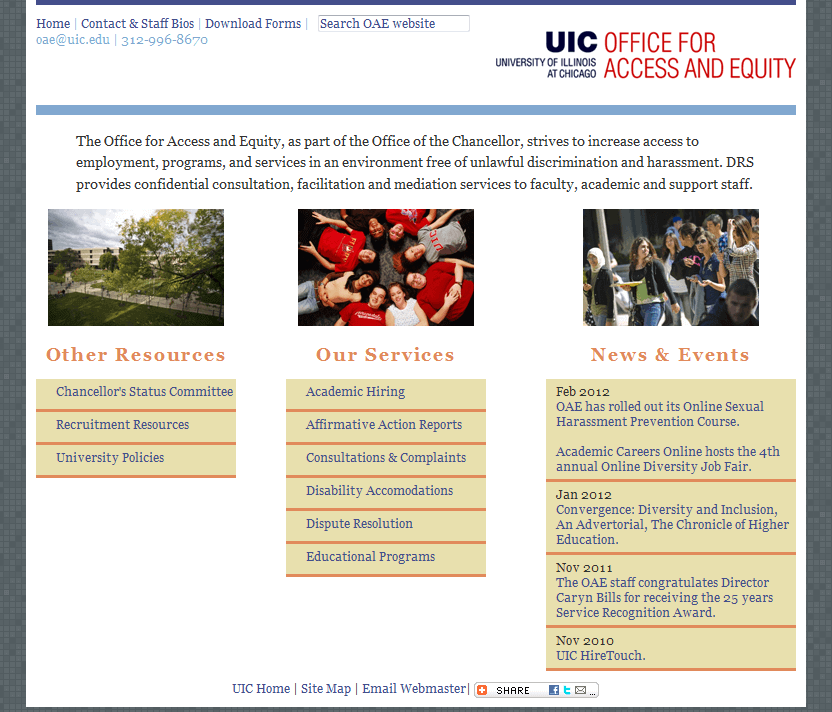 Home | Contact & Staff Bios | Download Forms | Search OAE website
oae@uic.edu | 312-996-8670
UIC OFFICE FOR
UNIVERSITY OF ILLINOIS
AT CHICAGO ACCESS AND EQUITY
The Office for Access and Equity, as part of the Office of the Chancellor, strives to increase access to
employment, programs, and services in an environment free of unlawful discrimination and harassment. DRS
provides confidential consultation, facilitation and mediation services to faculty, academic and support staff.
UIC
Other Resources
Chancellor's Status Committee
Recruitment Resources
University Policies
Our Services
Academic Hiring
Affirmative Action Reports
Consultations & Complaints
Disability Accomodations
Dispute Resolution
Educational Programs
News & Events
Feb 2012
OAE has rolled out its Online Sexual
Harassment Prevention Course.
Academic Careers Online hosts the 4th
annual Online Diversity Job Fair.
Jan 2012
Convergence: Diversity and Inclusion,
An Advertorial, The Chronicle of Higher
Education.
Nov 2011
The OAE staff congratulates Director
Caryn Bills for receiving the 25 years
Service Recognition Award.
Nov 2010
UIC HireTouch.
UIC Home | Site Map | Email Webmaster| SHARE ...